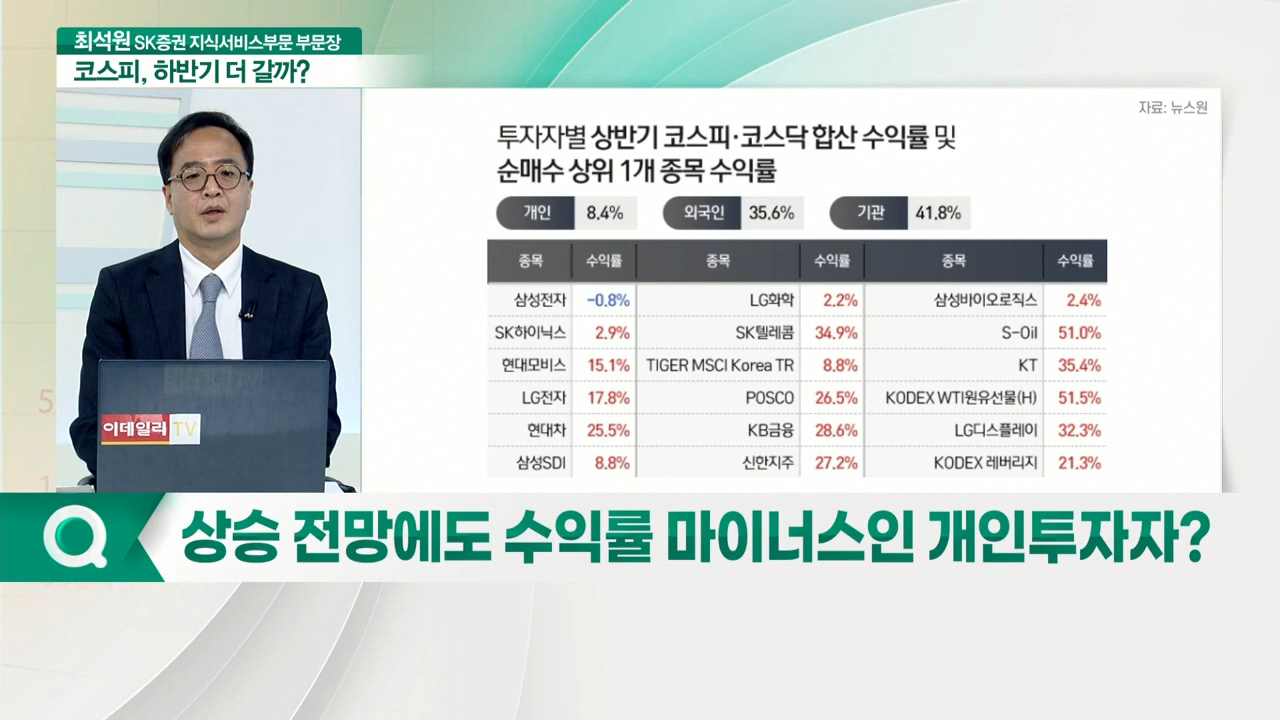 최석원 SK증권 지식서비스부문 부문장
코스피, 하반기 더 갈까?
자료: 뉴스원
투자자별 상반기 코스피·코스닥 합산 수익률 및
순매수 상위 1개 종목 수익률
개인 8.4% 외국인 35.6% 기관 41.8%
종목 수익률 종목 수익률 종목 수익률
삼성전자 -0.8% LG화학 2.2% 삼성바이오로직스 2.4%
SK하이닉스 2.9% SK텔레콤 34.9% S-Oil 51.0%
현대모비스 15.1% TIGER MSCI Korea TR 8.8% KT 35.4%
LG전자 17.8% POSCO 26.5% KODEX WTI원유선물(H) 51.5%
현대차 25.5% KB금융 28.6% LG디스플레이 32.3%
삼성SDI 8.8% 신한지주 27.2% KODEX 레버리지 21.3%
이데일리 TV
상승 전망에도 수익률 마이너스인 개인투자자?